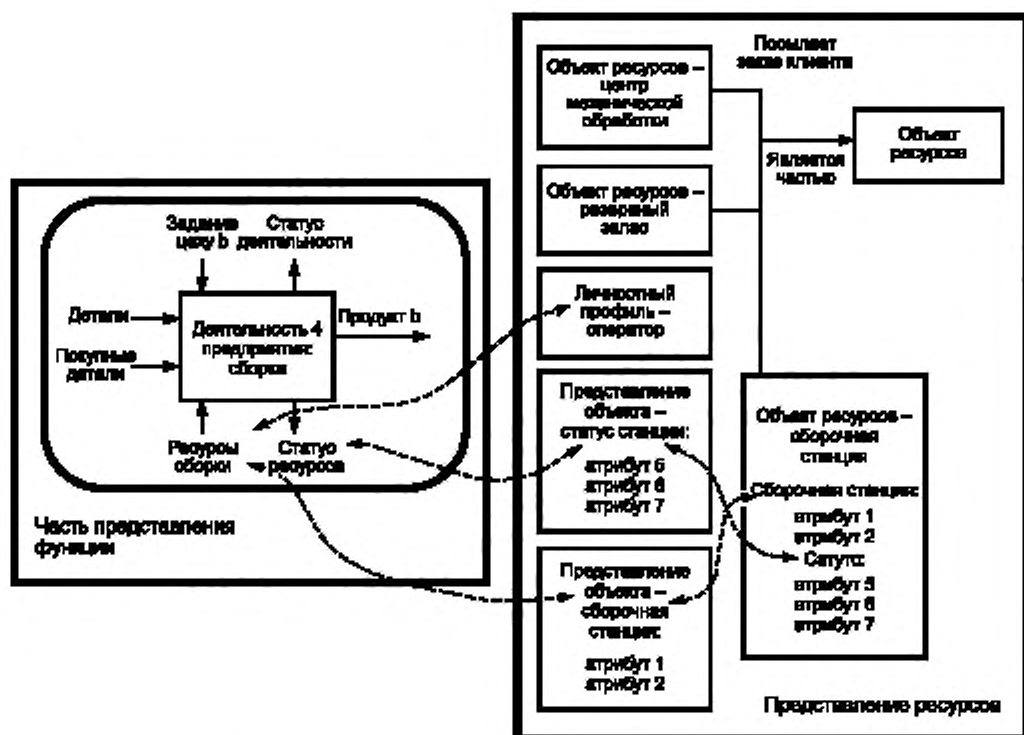 Задание
цеху b
Статус
деятельности
Детали
Покупные
детали
Деятельность 4
предприятия:
сборка
Продукт b
Ресурсы
сборки
Статус
ресурса
Часть представления
функции
Посылает
заказ клиента
Объект ресурсов –
центр
механической
обработки
Объект ресурсов –
резервный
запас
Личностный
профиль –
оператор
Представление
объекта –
статус станции:
атрибут 5
атрибут 6
атрибут 7
Представление
объекта –
сборочная
станция:
атрибут 1
атрибут 2
Является
частью
Объект
ресурсов
Объект ресурсов –
сборочная
станция
Сборочная станция:
атрибут 1
атрибут 2
Сатутс:
атрибут 5
атрибут 6
атрибут 7
Представление ресурсов